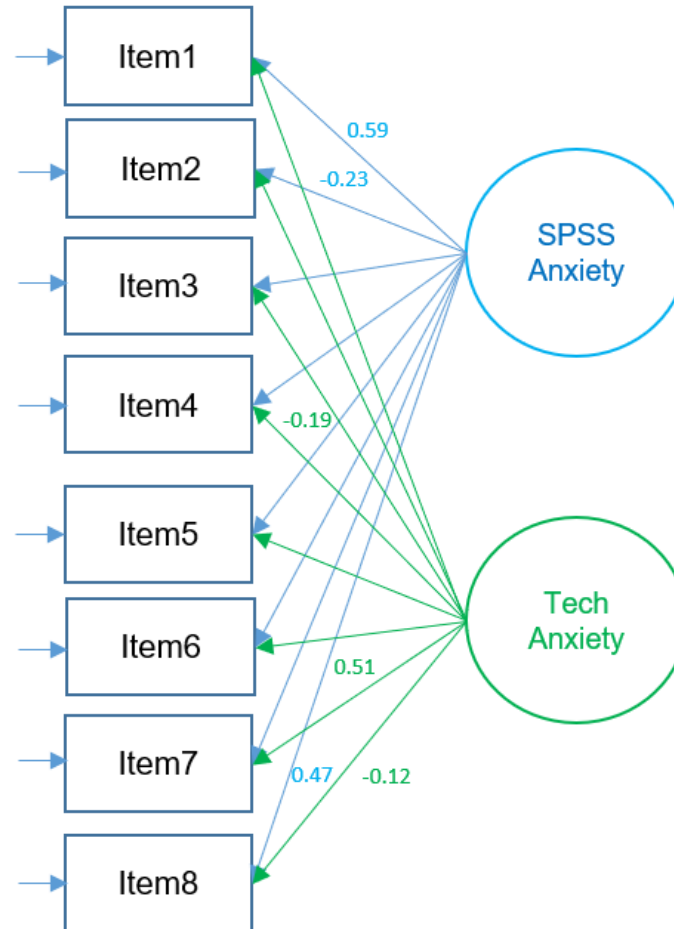 Item1
0.59
Item2
-0.23
SPSS
Anxiety
Item3
Item4
-0.19
Item5
Tech
Anxiety
Item6
0.51
Item7
0.47
-0.12
Item8